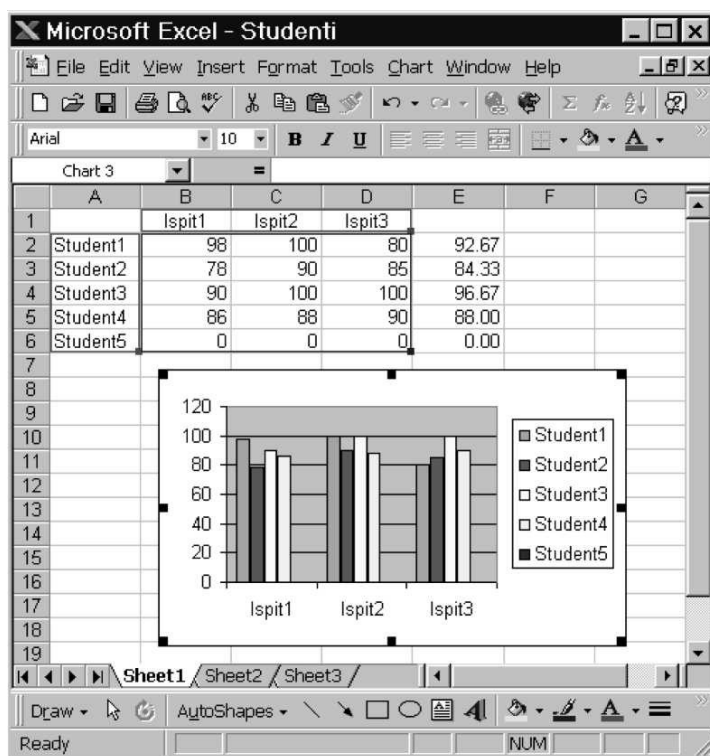 Microsoft Excel - Studenti
File Edit View Insert Format Tools Chart Window Help
ABC
Σ fx
Arial 10 B I U A
Chart 3 =
A B C D E F G
1 Ispit1 Ispit2 Ispit3
2 Student1 98 100 80 92.67
3 Student2 78 90 85 84.33
4 Student3 90 100 100 96.67
5 Student4 86 88 90 88.00
6 Student5 0 0 0 0.00
7
8
9
10
11
12
13
14
15
16
17
18
19
120
100
80
60
40
20
0
Ispit1 Ispit2 Ispit3
Student1
Student2
Student3
Student4
Student5
Sheet1 Sheet2 Sheet3
Draw AutoShapes A A
Ready NUM